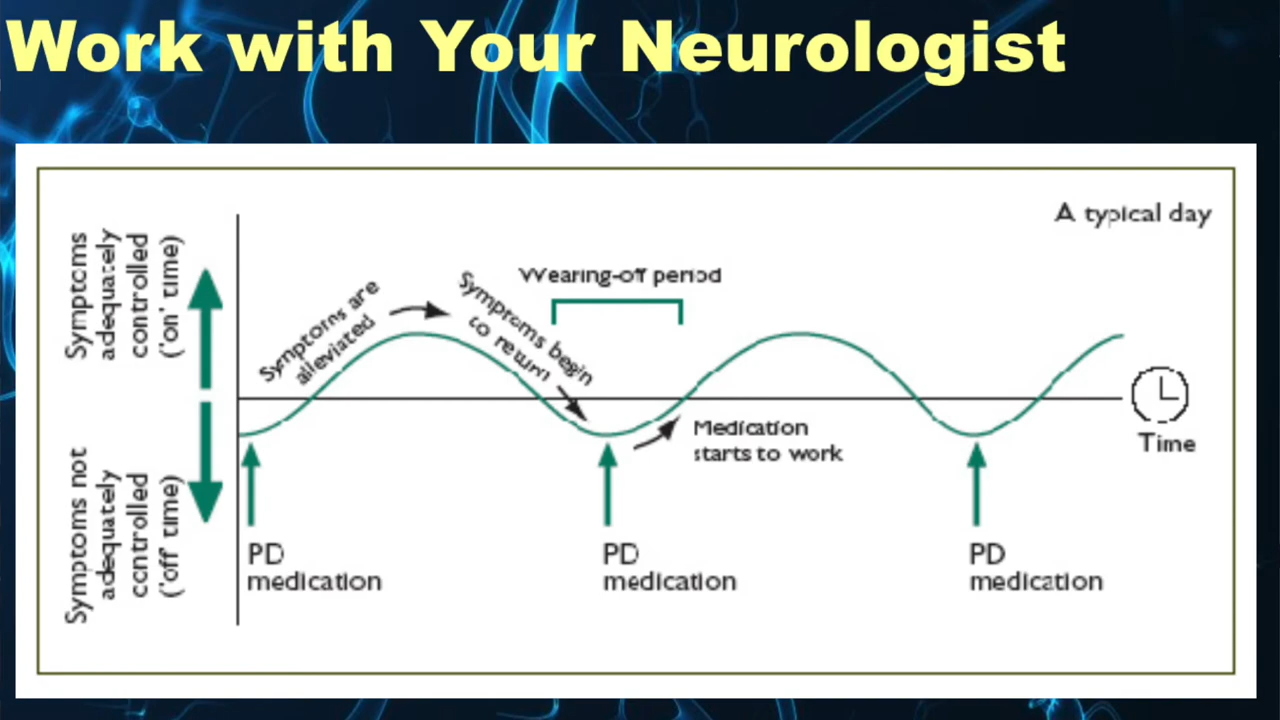 Work with Your Neurologist
A typical day
Symptoms
adequately
controlled
('on' time)
Symptoms are
alleviated
Symptoms begin
to return
Wearing-off period
Medication
starts to work
Time
Symptoms not
adequately
controlled
('off' time)
PD
medication
PD
medication
PD
medication